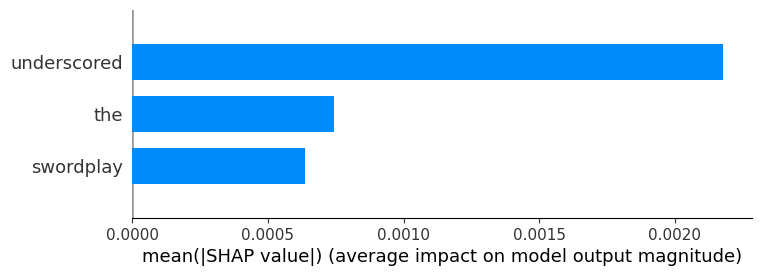 underscored
the
swordplay
0.0000 0.0005 0.0010 0.0015 0.0020
mean(|SHAP value|) (average impact on model output magnitude)